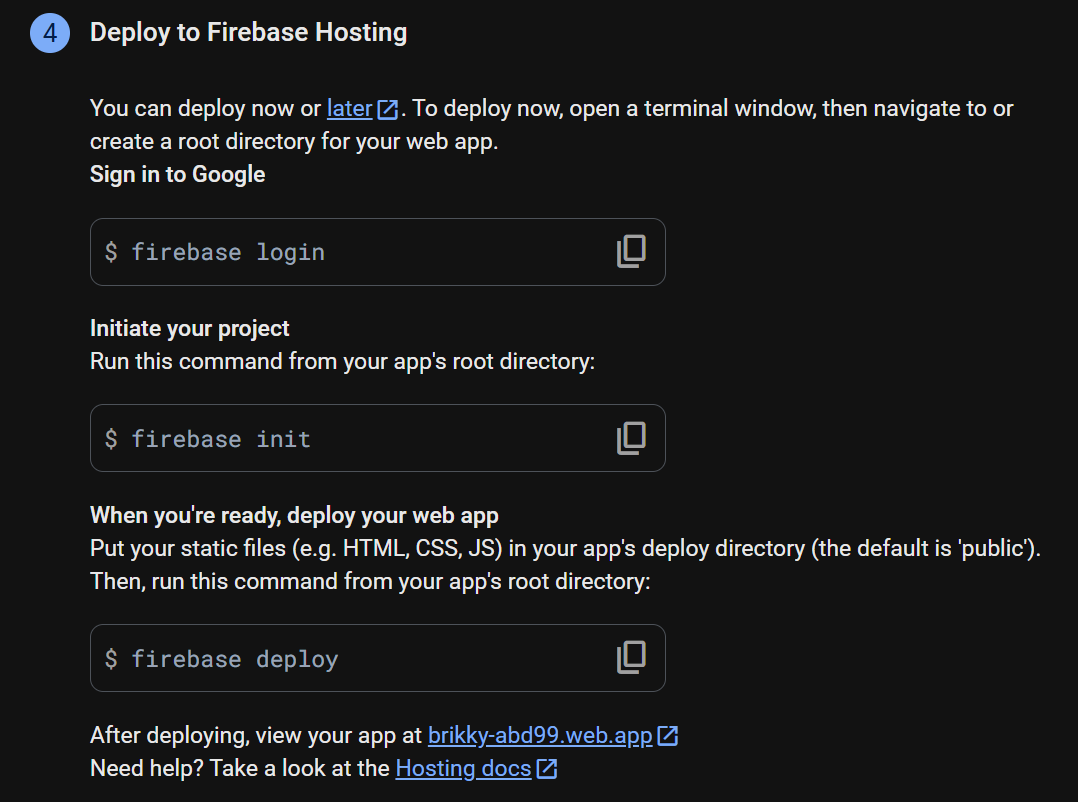 4 Deploy to Firebase Hosting
You can deploy now or later. To deploy now, open a terminal window, then navigate to or
create a root directory for your web app.
Sign in to Google
$ firebase login
Initiate your project
Run this command from your app's root directory:
$ firebase init
When you're ready, deploy your web app
Put your static files (e.g. HTML, CSS, JS) in your app's deploy directory (the default is 'public').
Then, run this command from your app's root directory:
$ firebase deploy
After deploying, view your app at brikky-abd99.web.app
Need help? Take a look at the Hosting docs